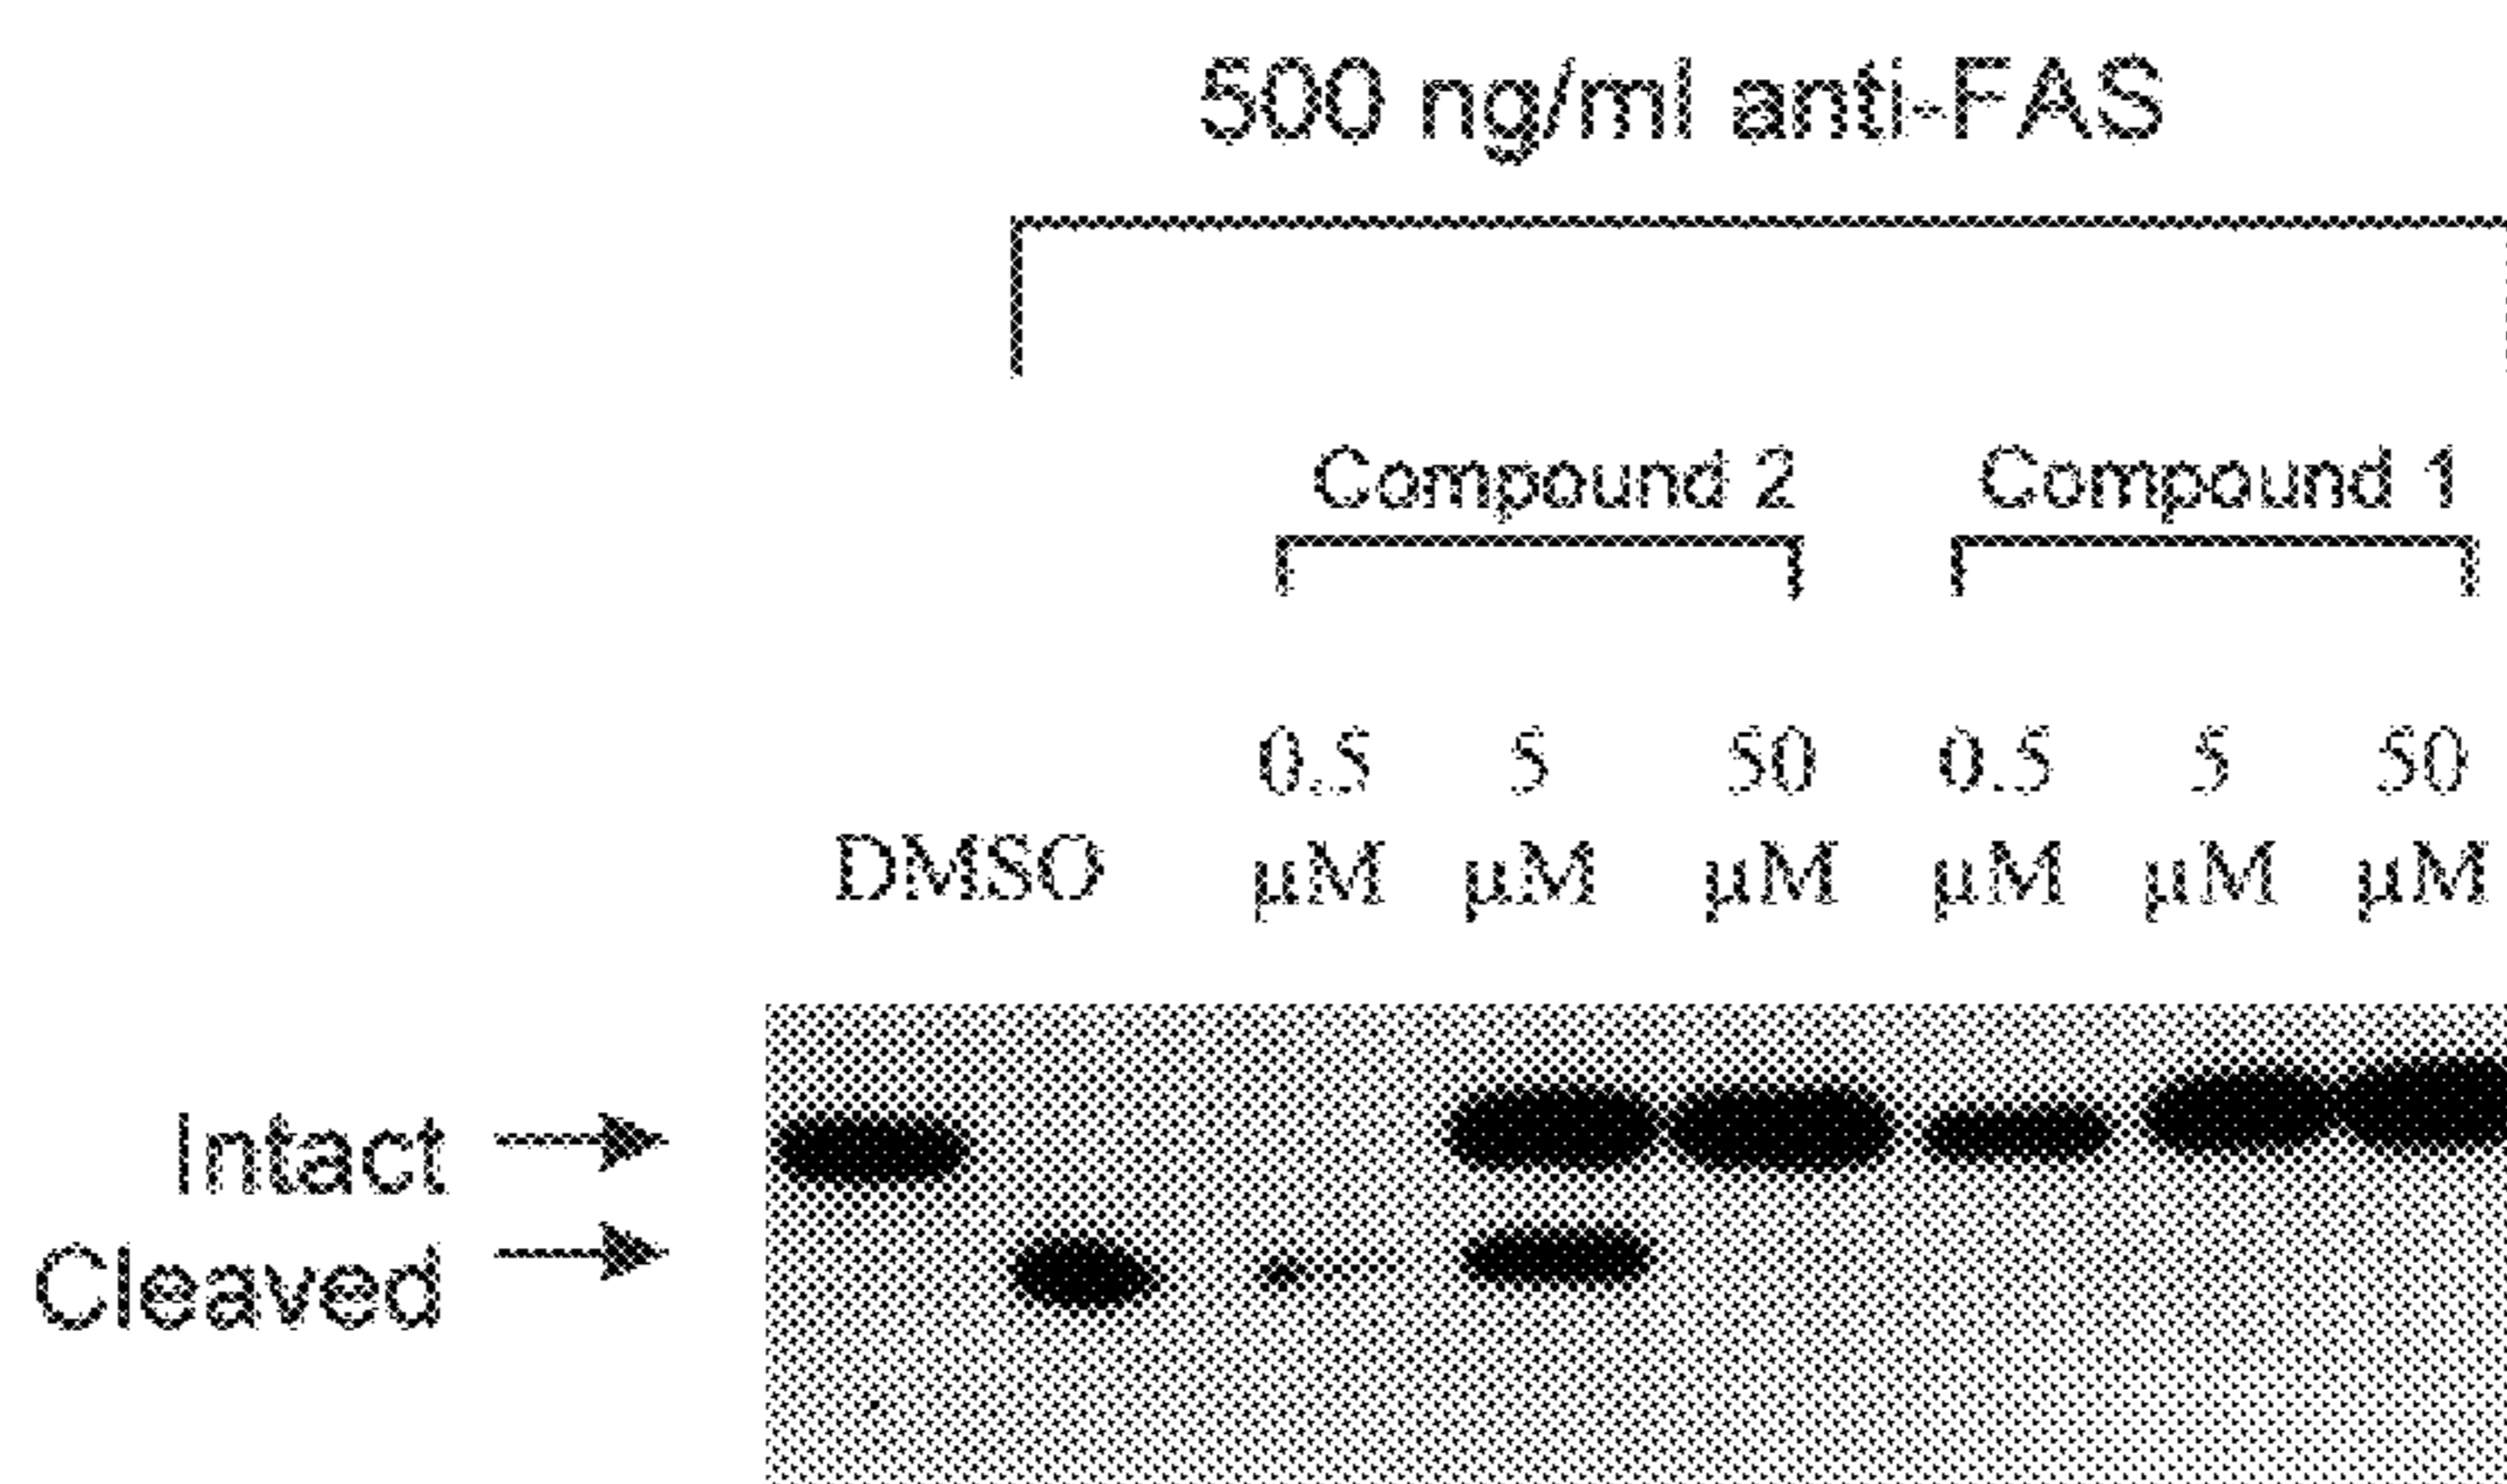 500 ng/ml anti-FAS
Compound 2 Compound 1
0.5 5 50 0.5 5 50
DMSO µM µM µM µM µM µM
Intact
Cleaved